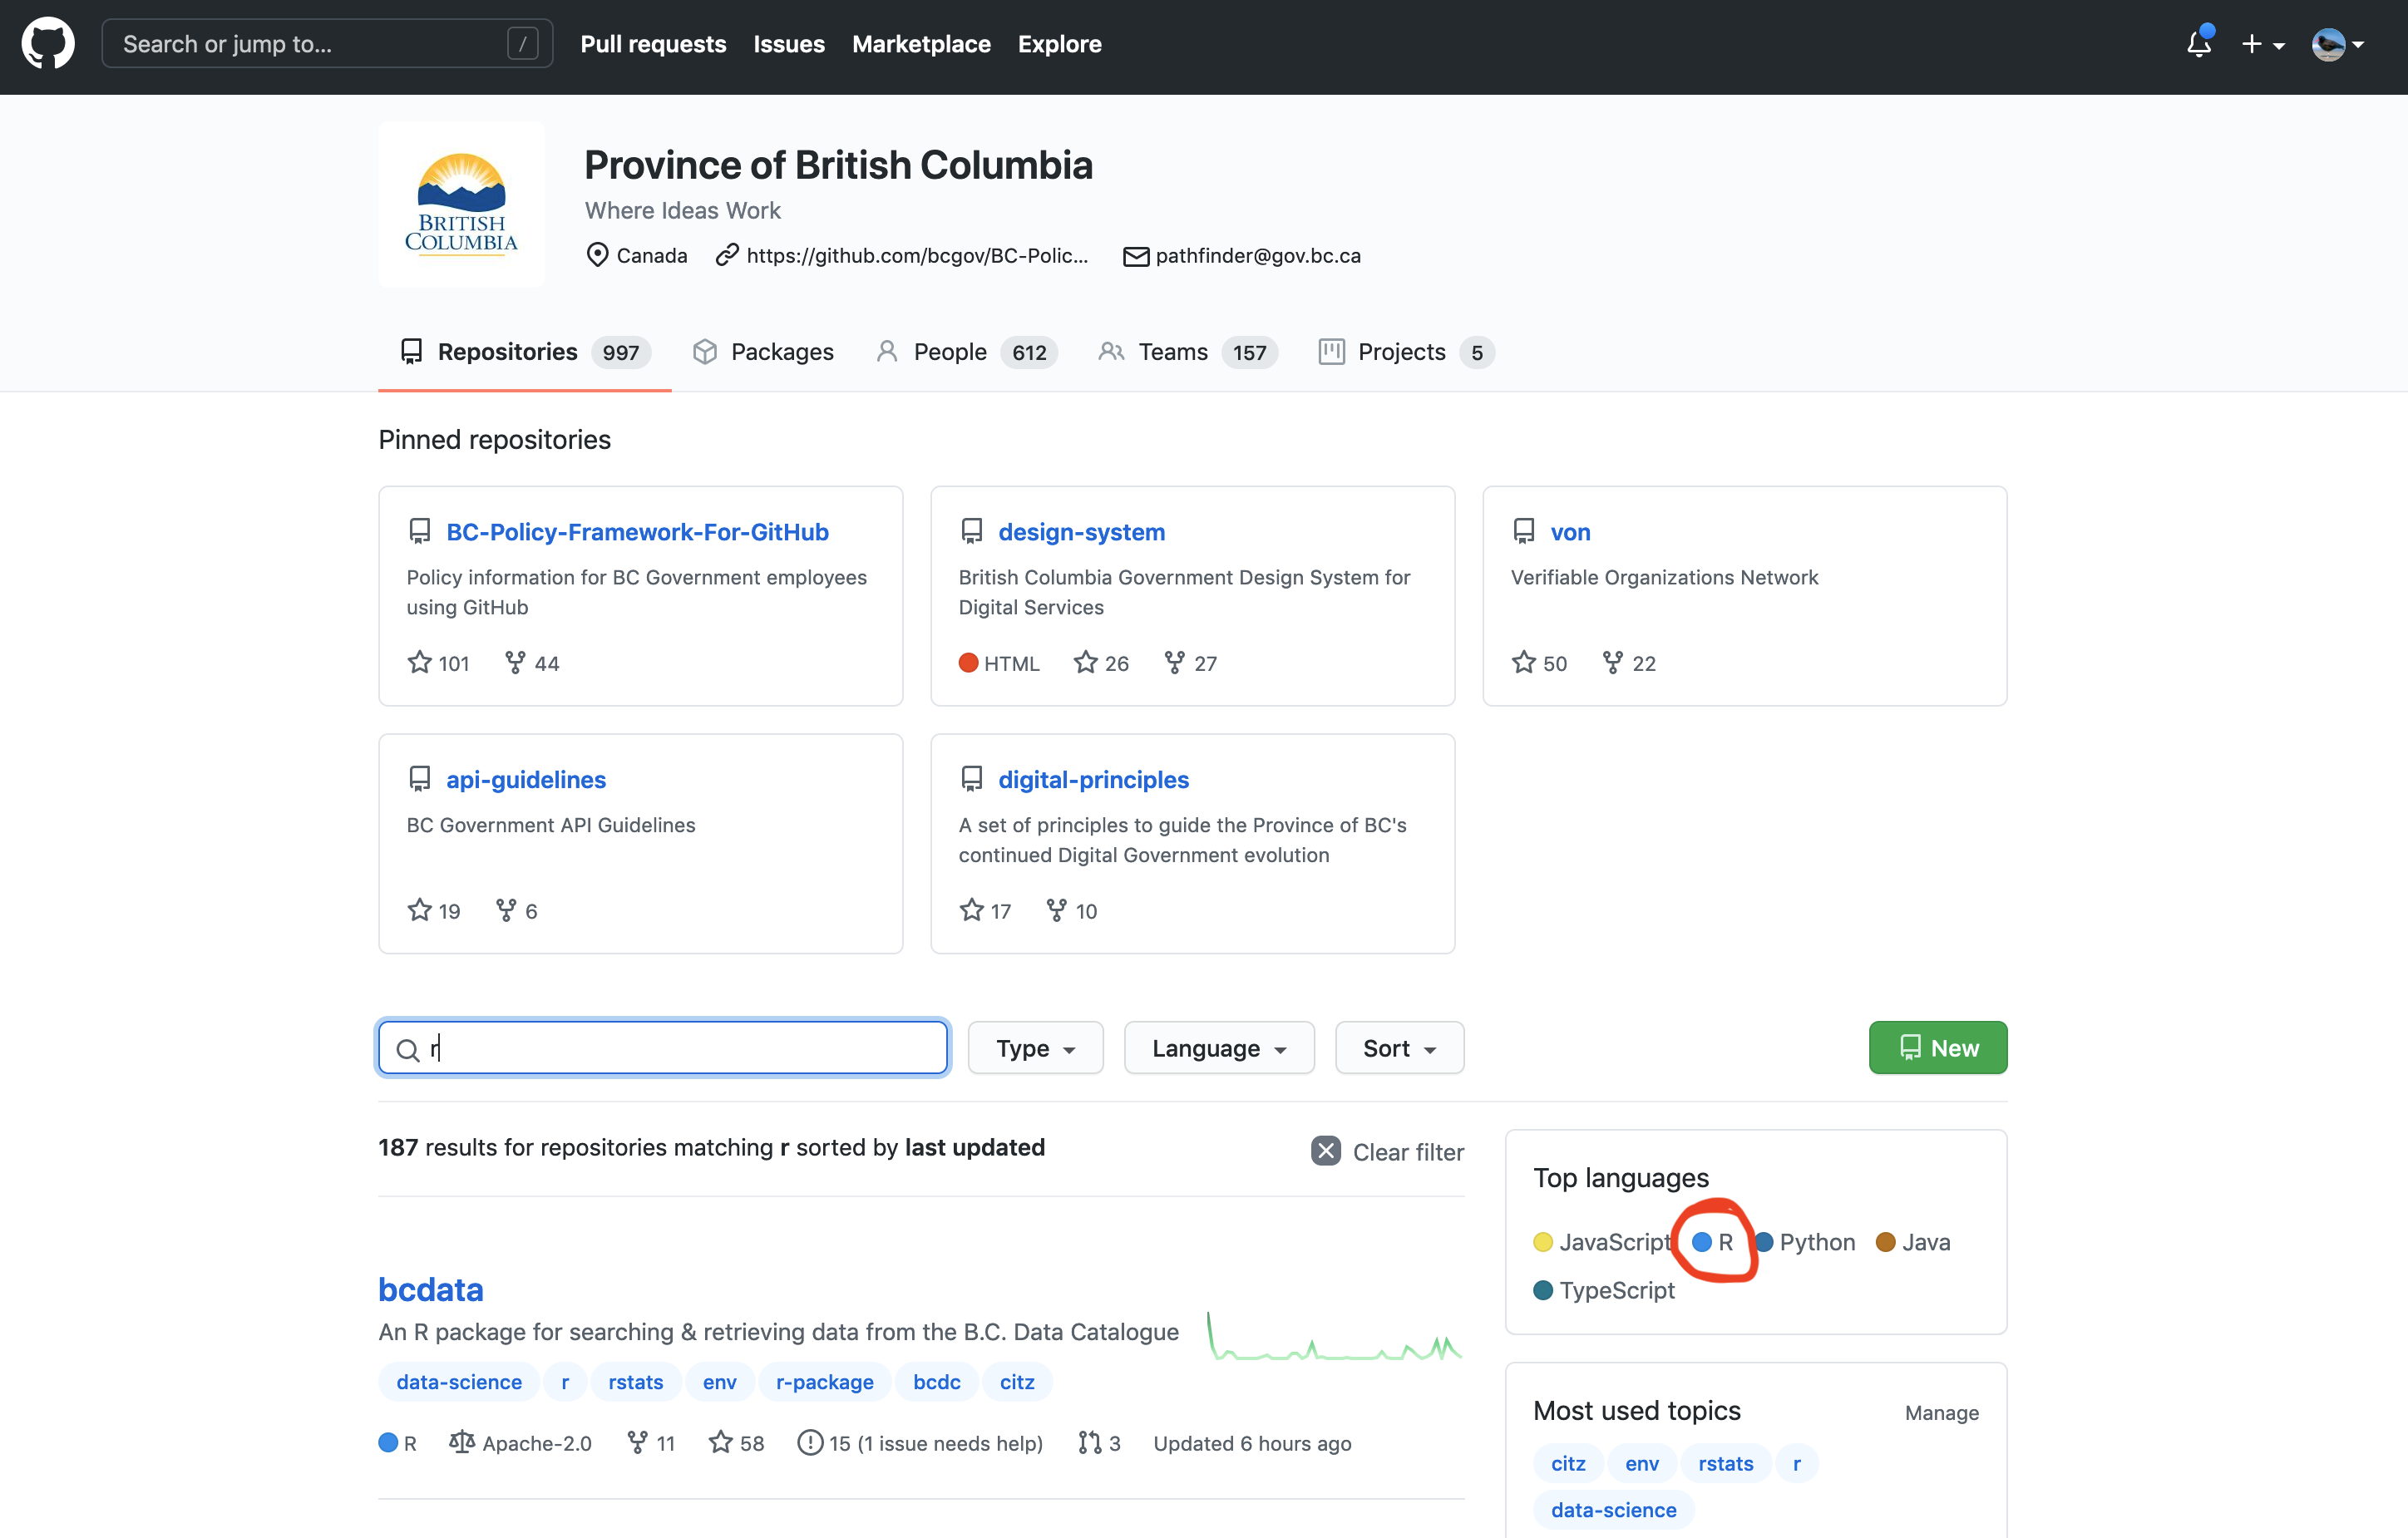 Search or jump to... /
Pull requests Issues Marketplace Explore
BRITISH
COLUMBIA
Province of British Columbia
Where Ideas Work
Canada https://github.com/bcgov/BC-Polic... pathfinder@gov.bc.ca
Repositories 997 Packages People 612 Teams 157 Projects 5
Pinned repositories
BC-Policy-Framework-For-GitHub
Policy information for BC Government employees
using GitHub
101 44
design-system
British Columbia Government Design System for
Digital Services
HTML 26 27
von
Verifiable Organizations Network
50 22
api-guidelines
BC Government API Guidelines
19 6
digital-principles
A set of principles to guide the Province of BC's
continued Digital Government evolution
17 10
r
Type Language Sort New
187 results for repositories matching r sorted by last updated
Clear filter
bcdata
An R package for searching & retrieving data from the B.C. Data Catalogue
data-science r rstats env r-package bcdc citz
R Apache-2.0 11 58 15 (1 issue needs help) 3 Updated 6 hours ago
Top languages
JavaScript R Python Java
TypeScript
Most used topics Manage
citz env rstats r
data-science